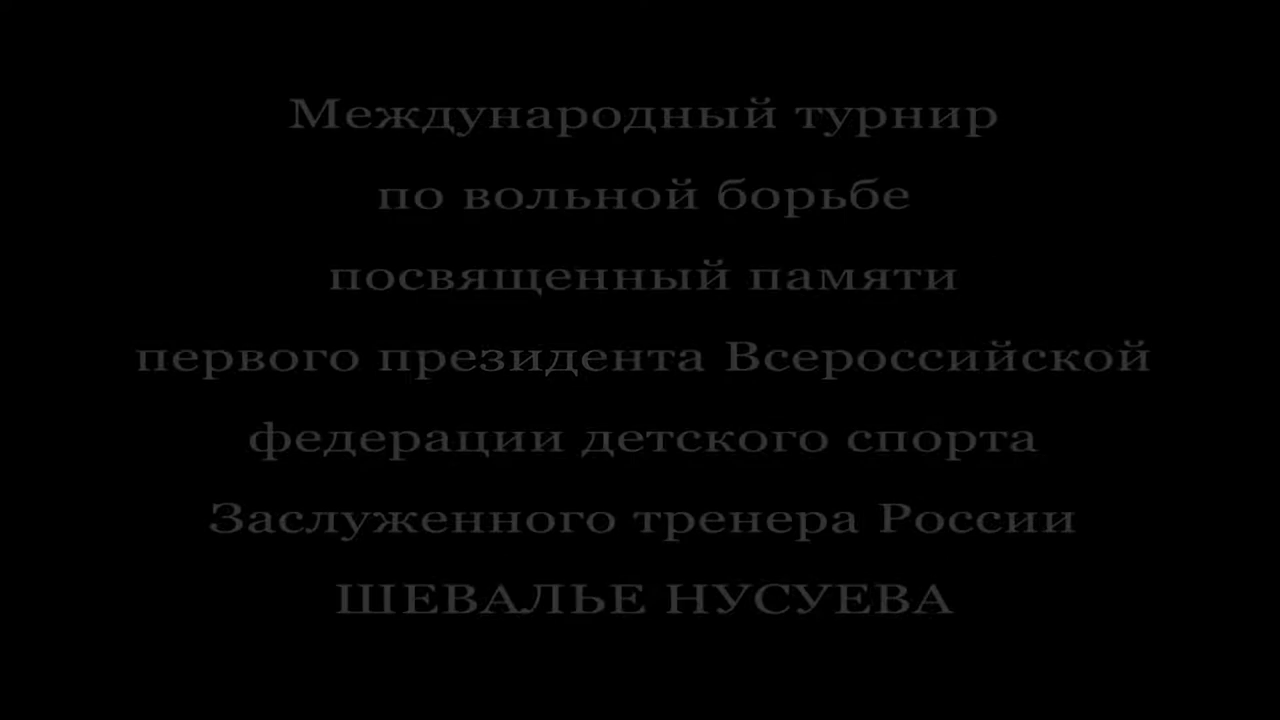 Международный турнир
по вольной борьбе
посвященный памяти
первого президента Всероссийской
федерации детского спорта
Заслуженного тренера России
ШЕВАЛЬЕ НУСУЕВА